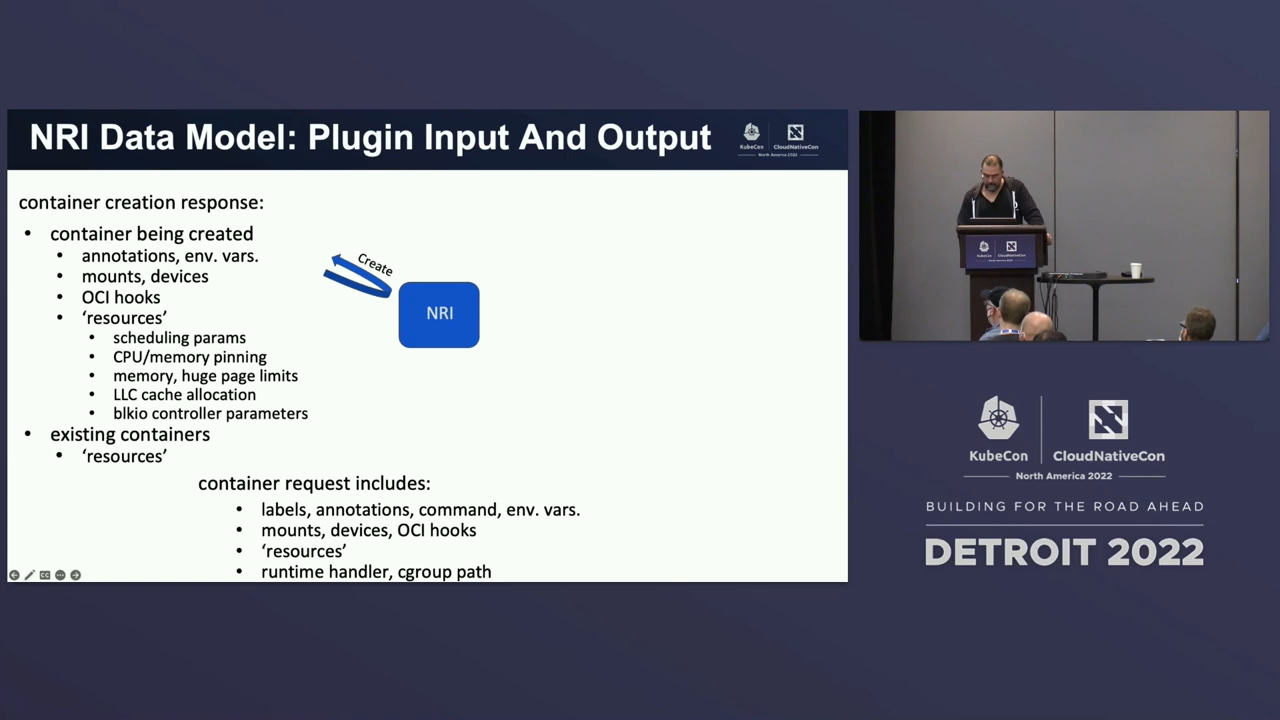 NRI Data Model: Plugin Input And Output
KubeCon
CloudNativeCon
North America 2022
container creation response:
• container being created
• annotations, env. vars.
• mounts, devices
• OCI hooks
• ‘resources’
• scheduling params
• CPU/memory pinning
• memory, huge page limits
• LLC cache allocation
• blkio controller parameters
• existing containers
• ‘resources’
Create
NRI
container request includes:
• labels, annotations, command, env. vars.
• mounts, devices, OCI hooks
• ‘resources’
• runtime handler, cgroup path
KubeCon
CloudNativeCon
North America 2022
BUILDING FOR THE ROAD AHEAD
DETROIT 2022